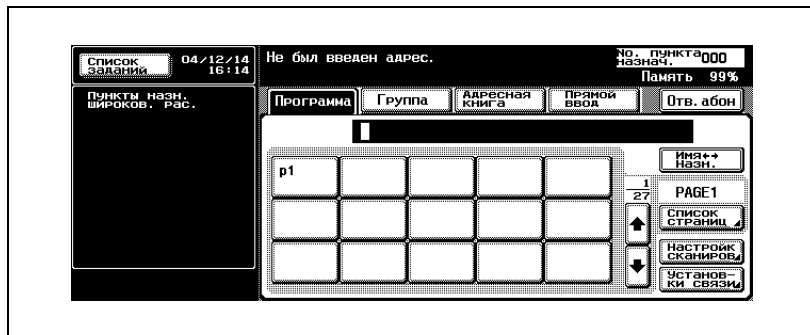 Список
заданий
04/12/14
16:14
Не был введен адрес.
No. пункта
назнач.
000
Память 99%
Пункты назн.
широков. рас.
Программа
Группа
Адресная
книга
Прямой
ввод
Отв. абон
Имя↔
Назн.
p1
1
27
PAGE1
Список
страниц
Настройк
сканиров
Установ-
ки связи